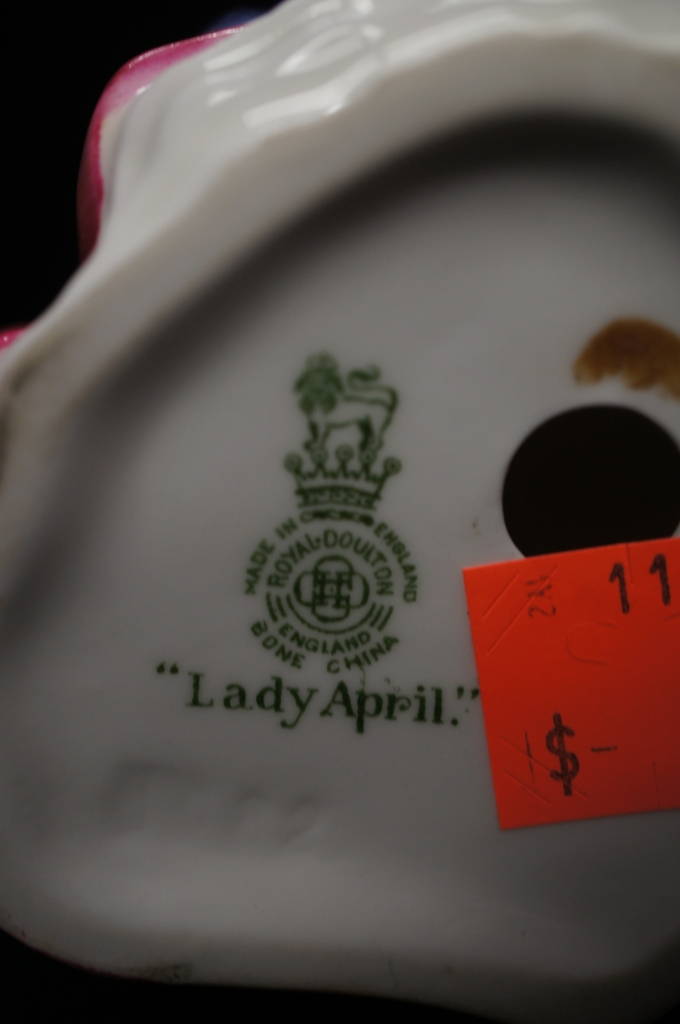 MADE IN ENGLAND
ROYAL·DOULTON
ENGLAND
BONE CHINA
"Lady April."
11
$-